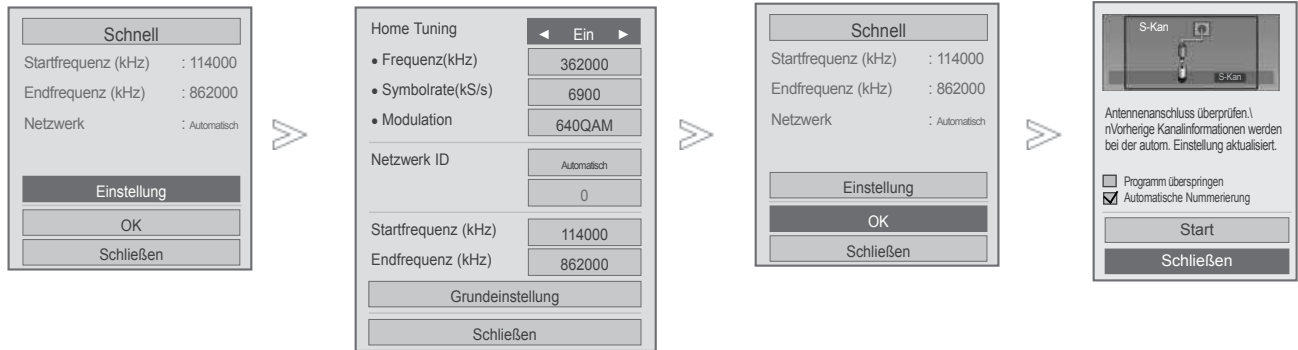 Schnell
Startfrequenz (kHz) : 114000
Endfrequenz (kHz) : 862000
Netzwerk : Automatisch
Einstellung
OK
Schließen
Home Tuning ◄ Ein ►
• Frequenz(kHz) 362000
• Symbolrate(kS/s) 6900
• Modulation 640QAM
Netzwerk ID Automatisch
0
Startfrequenz (kHz) 114000
Endfrequenz (kHz) 862000
Grundeinstellung
Schließen
Schnell
Startfrequenz (kHz) : 114000
Endfrequenz (kHz) : 862000
Netzwerk : Automatisch
Einstellung
OK
Schließen
S-Kan
S-Kan
Antennenanschluss überprüfen.\
nVorherige Kanalinformationen werden
bei der autom. Einstellung aktualisiert.
Programm überspringen
Automatische Nummerierung
Start
Schließen